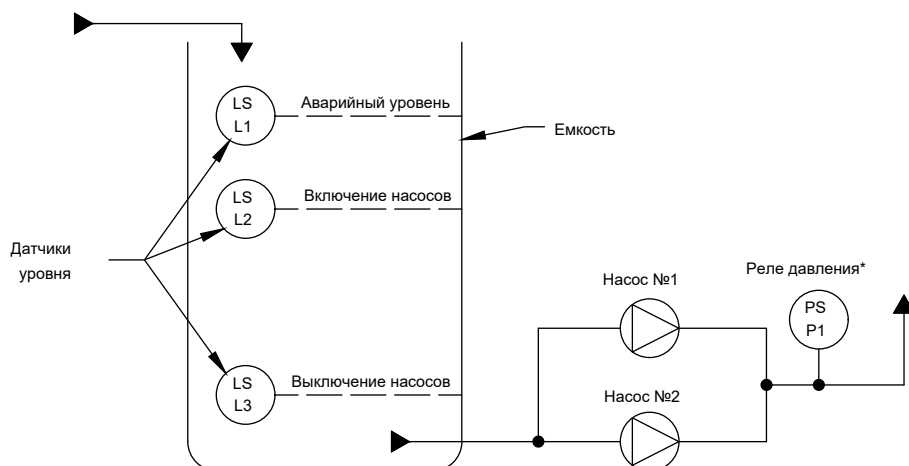 LS
L1
Аварийный уровень
Емкость
LS
L2
Включение насосов
Датчики
уровня
Насос №1
Реле давления*
PS
P1
LS
L3
Выключение насосов
Насос №2